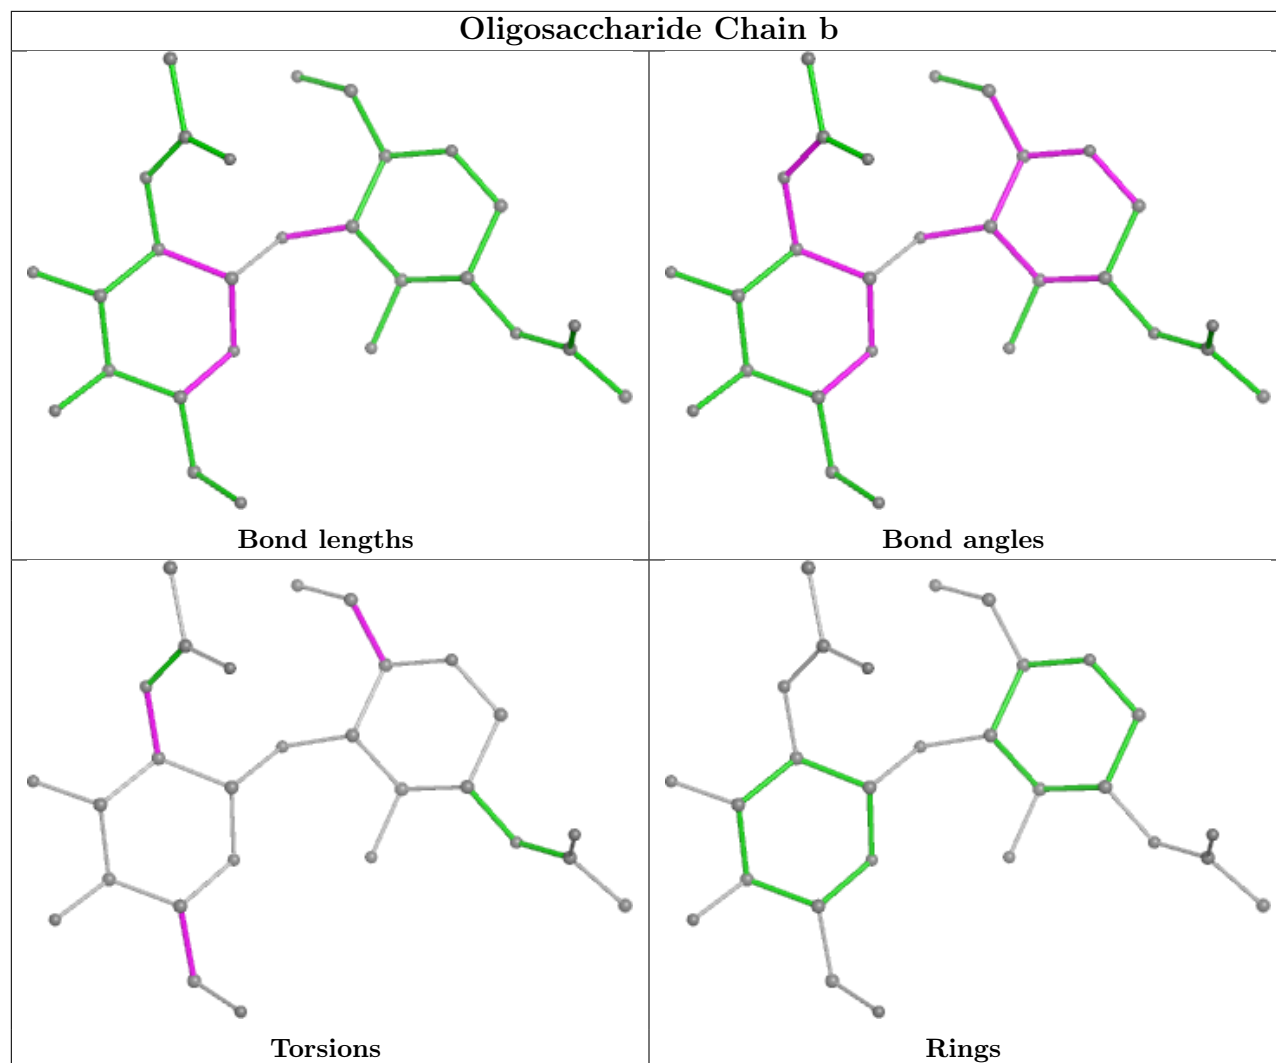 Oligosaccharide Chain b
Bond lengths
Bond angles
Torsions
Rings